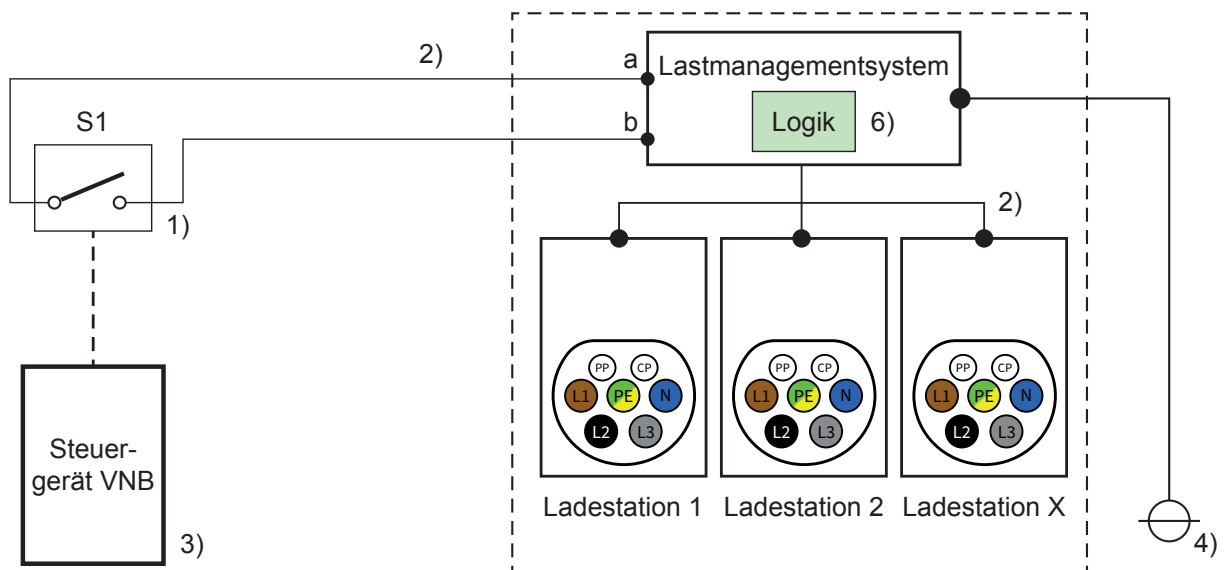 2)
a
Lastmanagementsystem
S1
b
Logik
6)
1)
2)
PP CP
L1 PE N
L2 L3
PP CP
L1 PE N
L2 L3
PP CP
L1 PE N
L2 L3
Steuer-
gerät VNB
3)
Ladestation 1
Ladestation 2
Ladestation X
4)